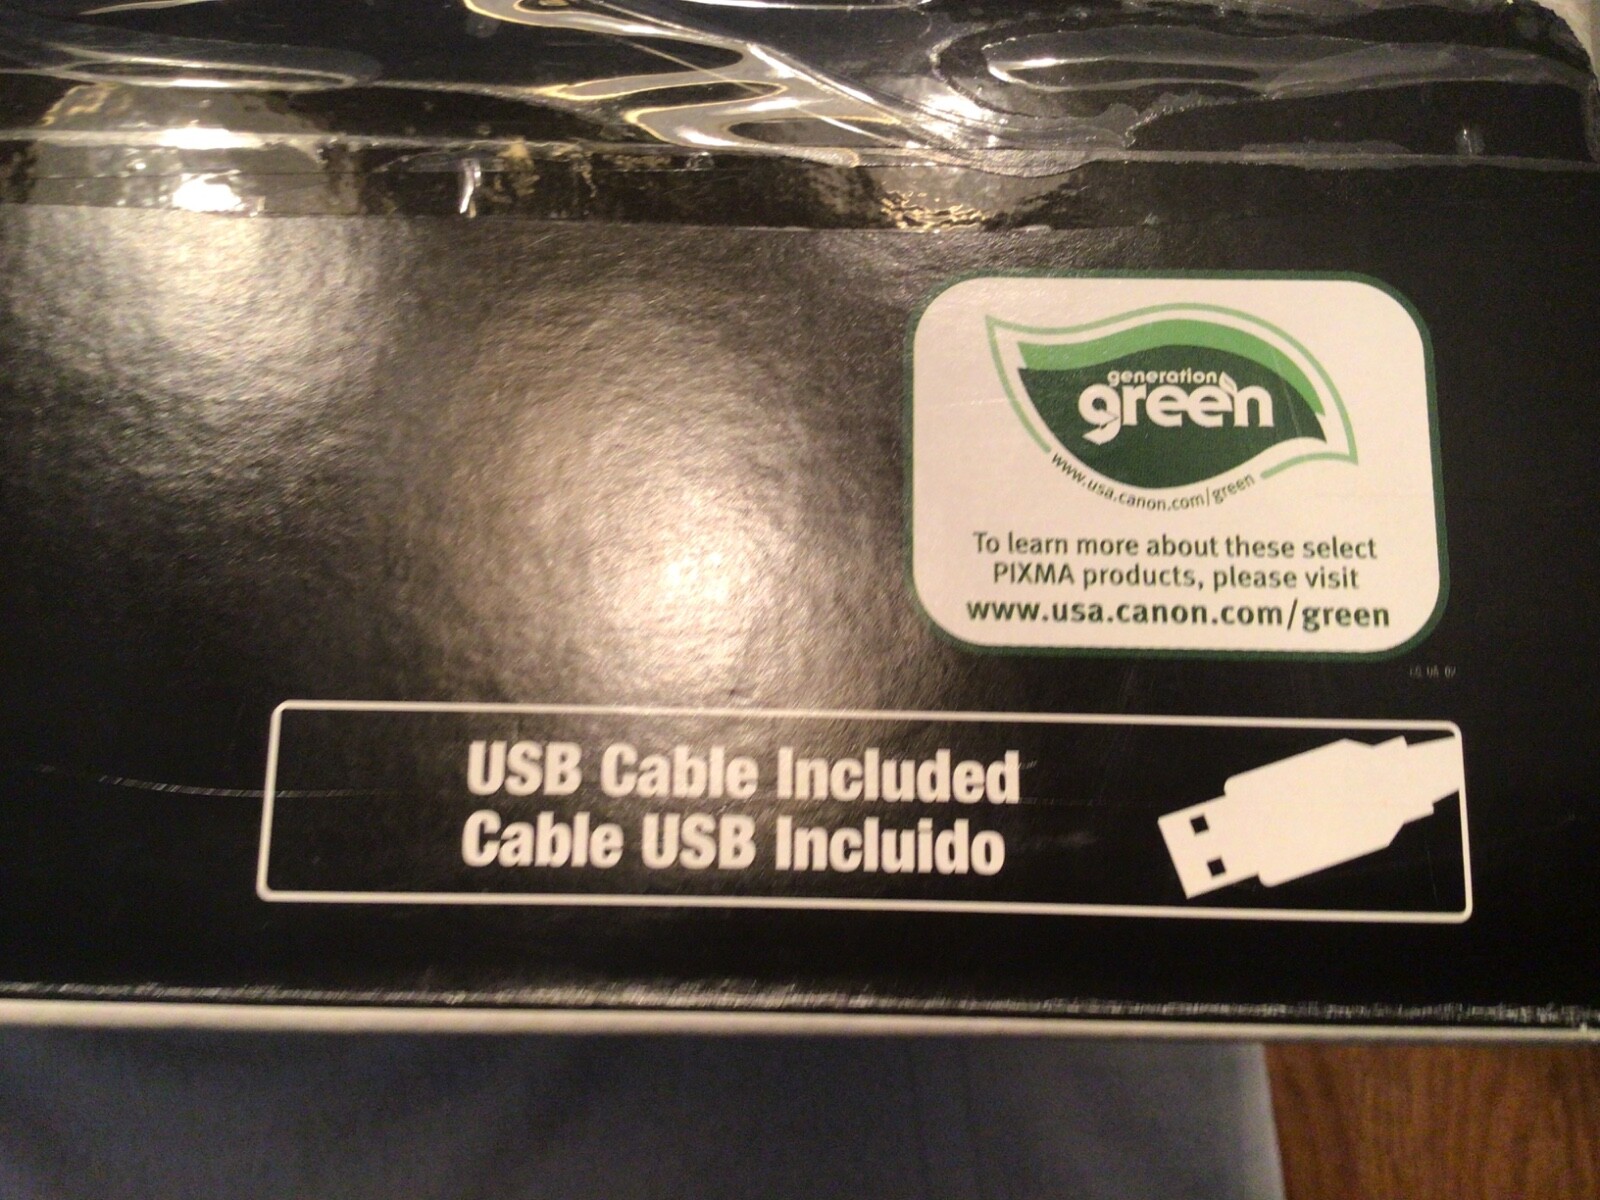 generation
green
www.usa.canon.com/green
To learn more about these select
PIXMA products, please visit
www.usa.canon.com/green
USB Cable Included
Cable USB Incluido